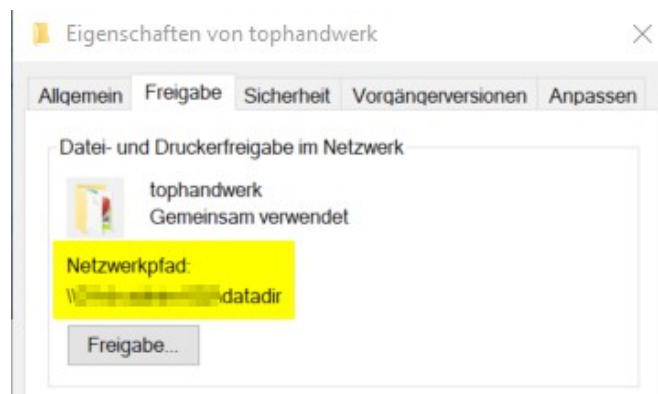 Eigenschaften von tophandwerk
Allgemein Freigabe Sicherheit Vorgängerversionen Anpassen
Datei- und Druckerfreigabe im Netzwerk
tophandwerk
Gemeinsam verwendet
Netzwerkpfad:
\\ \datadir
Freigabe...